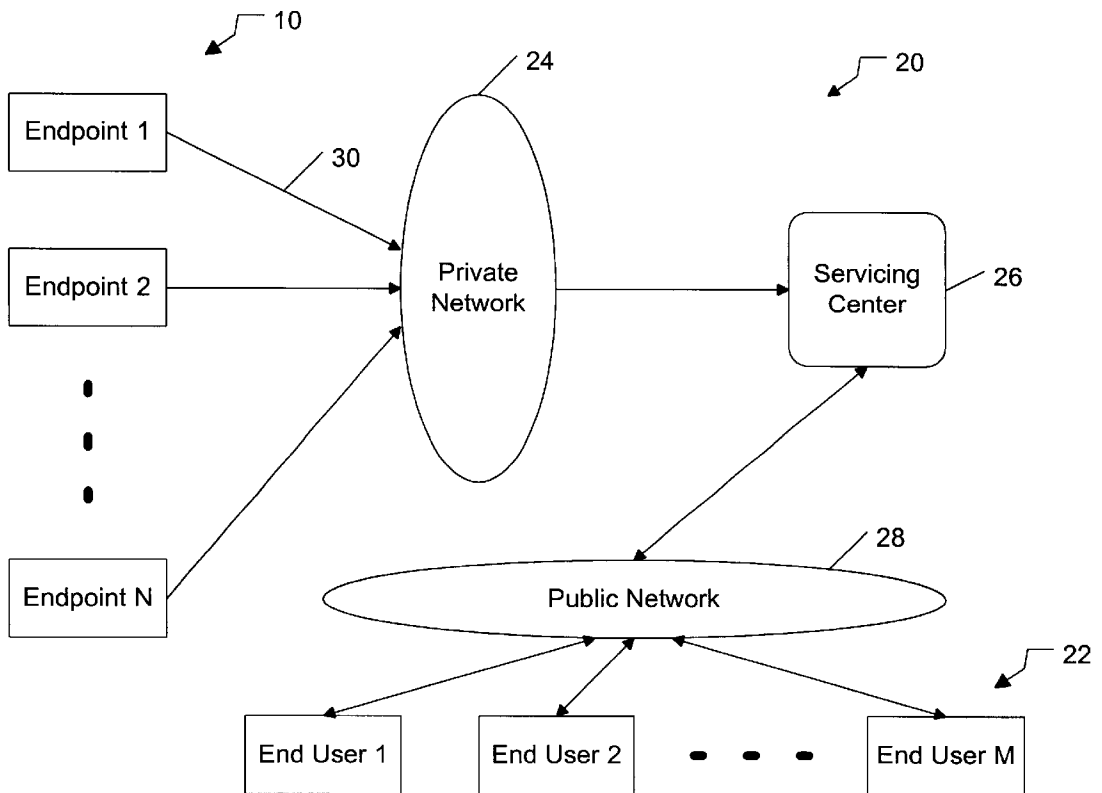 10
24
20
Endpoint 1
30
Endpoint 2
Private
Network
Servicing
Center
26
Endpoint N
28
Public Network
22
End User 1
End User 2
End User M